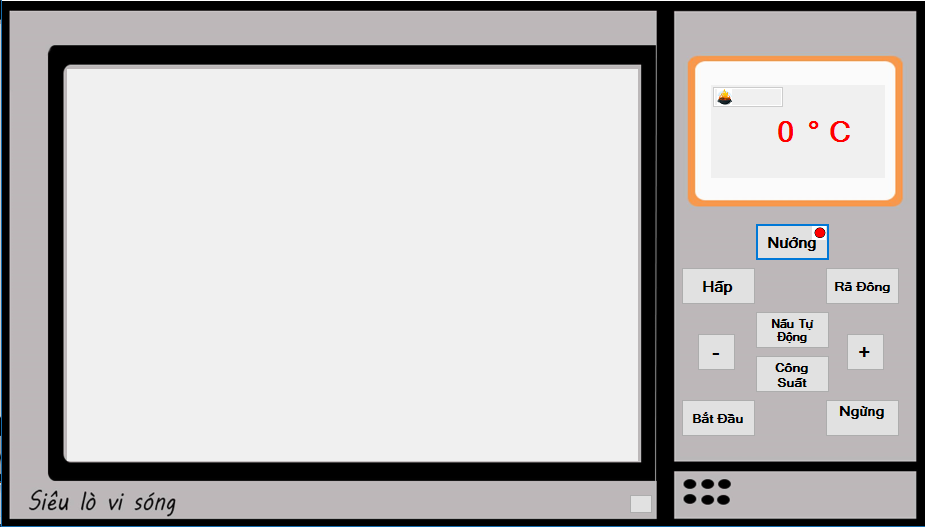 0 ° C
Nướng
Hấp
Rã Đông
Nấu Tự
Động
-
+
Công
Suất
Bắt Đầu
Ngừng
Siêu lò vi sóng